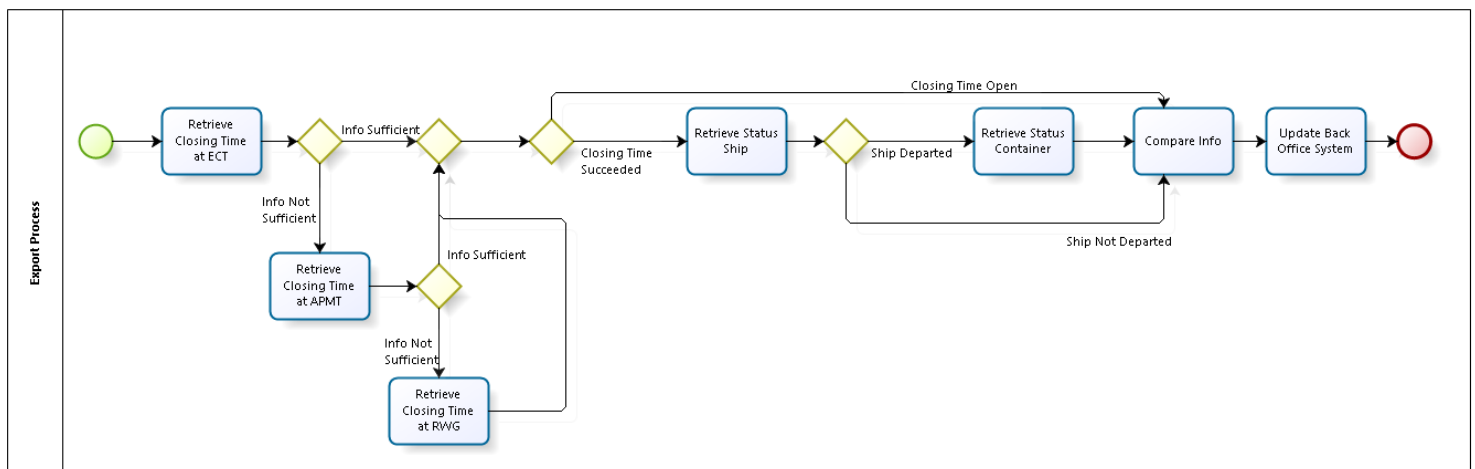 Export Process
Retrieve
Closing Time
at ECT
Info Sufficient
Info Not
Sufficient
Retrieve
Closing Time
at APMT
Info Sufficient
Info Not
Sufficient
Retrieve
Closing Time
at RWG
Closing Time Open
Closing Time
Succeeded
Retrieve Status
Ship
Ship Departed
Ship Not Departed
Retrieve Status
Container
Compare Info
Update Back
Office System